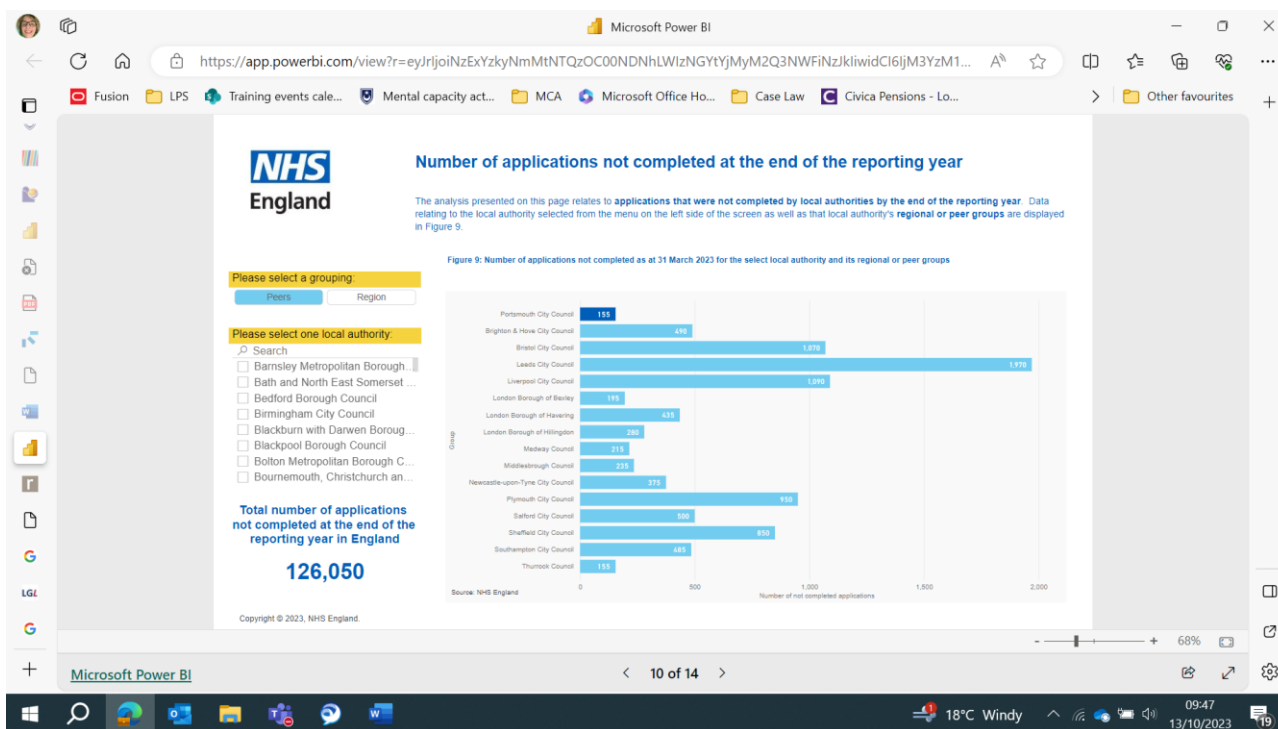 Microsoft Power BI
https://app.powerbi.com/view?r=eyJrIjoiNzExYzkyNmMtNTQzOC00NDNhLWIzNGYtYjMyM2Q3NWFiNzJkIiwidCI6IjM3YzM1...
Fusion LPS Training events cale... Mental capacity act... MCA Microsoft Office Ho... Case Law Civica Pensions - Lo... Other favourites
NHS
England
Number of applications not completed at the end of the reporting year
The analysis presented on this page relates to applications that were not completed by local authorities by the end of the reporting year. Data
relating to the local authority selected from the menu on the left side of the screen as well as that local authority's regional or peer groups are displayed
in Figure 9.
Figure 9: Number of applications not completed as at 31 March 2023 for the select local authority and its regional or peer groups
Please select a grouping:
Peers Region
Please select one local authority:
Search
Barnsley Metropolitan Borough...
Bath and North East Somerset ...
Bedford Borough Council
Birmingham City Council
Blackburn with Darwen Boroug...
Blackpool Borough Council
Bolton Metropolitan Borough C...
Bournemouth, Christchurch an...
Total number of applications
not completed at the end of the
reporting year in England
126,050
Group
Portsmouth City Council 155
Brighton & Hove City Council 490
Bristol City Council 1,070
Leeds City Council 1,970
Liverpool City Council 1,090
London Borough of Bexley 195
London Borough of Havering 435
London Borough of Hillingdon 280
Medway Council 215
Middlesbrough Council 235
Newcastle-upon-Tyne City Council 375
Plymouth City Council 950
Salford City Council 500
Sheffield City Council 850
Southampton City Council 485
Thurrock Council 155
0 500 1,000 1,500 2,000
Number of not completed applications
Source: NHS England
Copyright © 2023, NHS England.
- + 68%
Microsoft Power BI
10 of 14
LGL
18°C Windy
09:47
13/10/2023
19